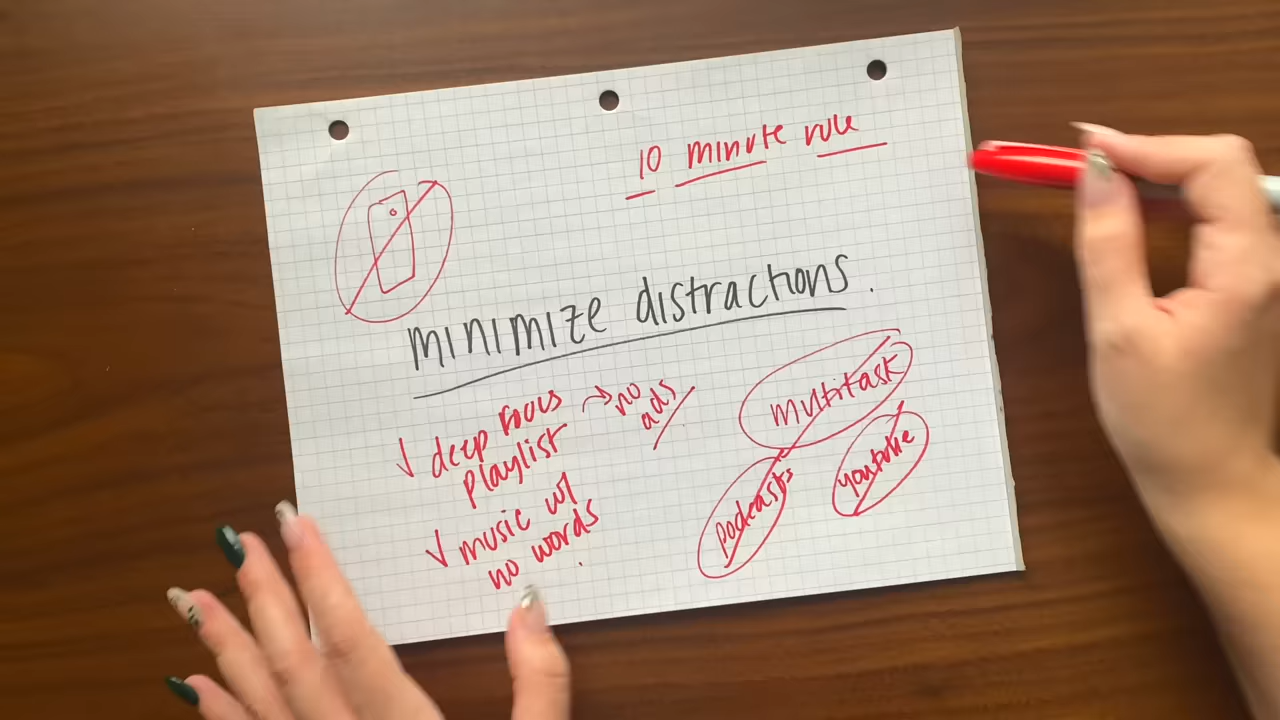 10 minute rule
minimize distractions.
✓ deep focus → no
playlist ads
✓ music w/
no words.
multitask
podcasts
youtube